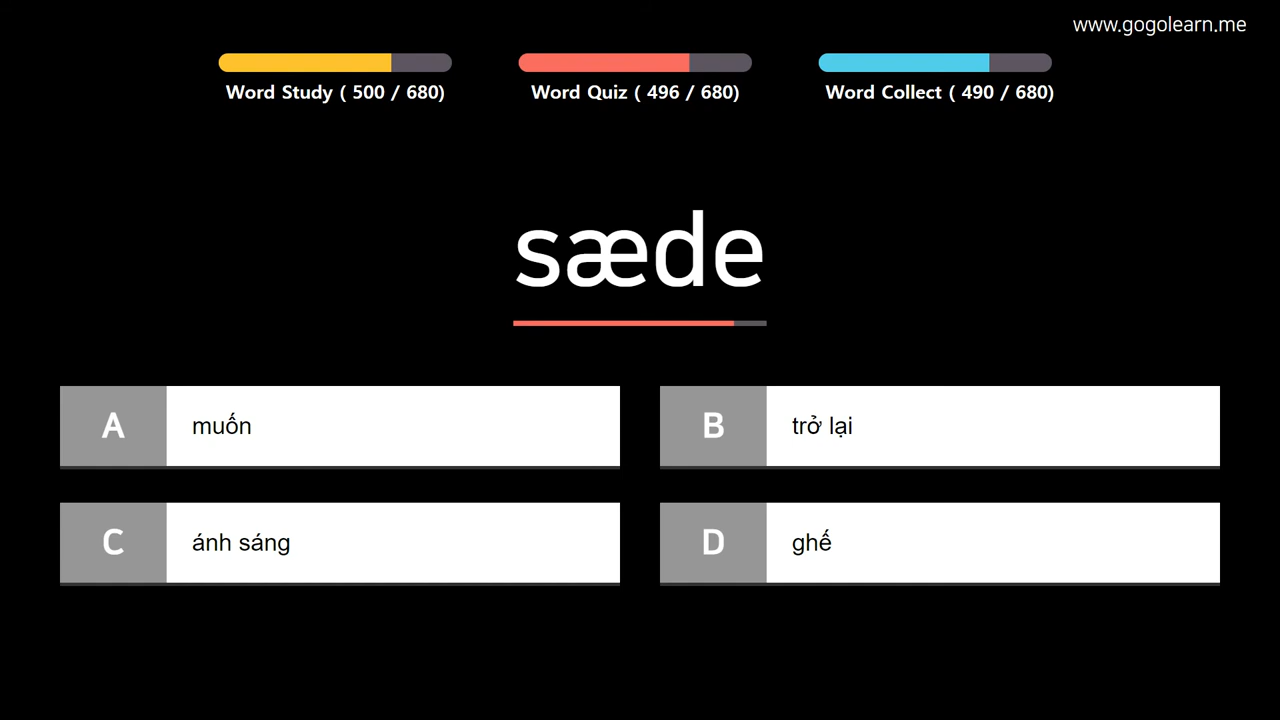 www.gogolearn.me
Word Study ( 500 / 680)
Word Quiz ( 496 / 680)
Word Collect ( 490 / 680)
sæde
A muốn
B trở lại
C ánh sáng
D ghế